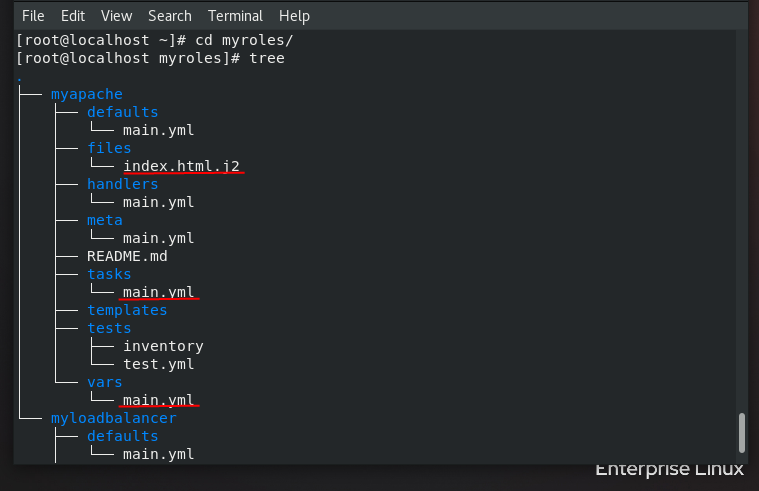 File Edit View Search Terminal Help
[root@localhost ~]# cd myroles/
[root@localhost myroles]# tree
.
├── myapache
│   ├── defaults
│   │   └── main.yml
│   ├── files
│   │   └── index.html.j2
│   ├── handlers
│   │   └── main.yml
│   ├── meta
│   │   └── main.yml
│   ├── README.md
│   ├── tasks
│   │   └── main.yml
│   ├── templates
│   ├── tests
│   │   ├── inventory
│   │   └── test.yml
│   └── vars
│       └── main.yml
└── myloadbalancer
    ├── defaults
    │   └── main.yml
Enterprise Linux